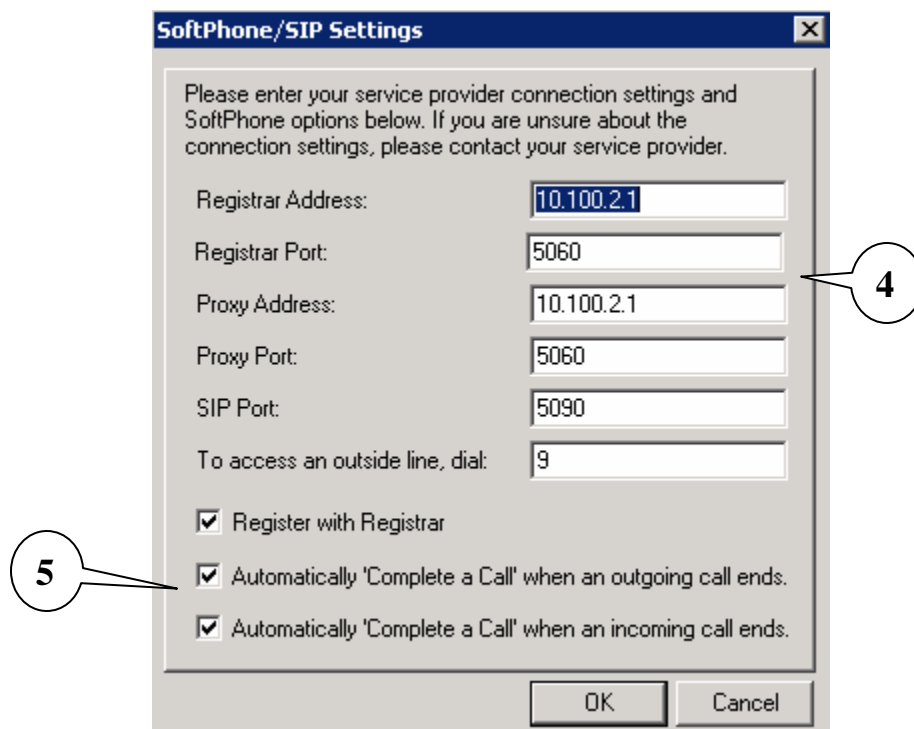 SoftPhone/SIP Settings
Please enter your service provider connection settings and
SoftPhone options below. If you are unsure about the
connection settings, please contact your service provider.
Registrar Address: 10.100.2.1
Registrar Port: 5060
4
Proxy Address: 10.100.2.1
Proxy Port: 5060
SIP Port: 5090
To access an outside line, dial: 9
Register with Registrar
5
Automatically 'Complete a Call' when an outgoing call ends.
Automatically 'Complete a Call' when an incoming call ends.
OK Cancel